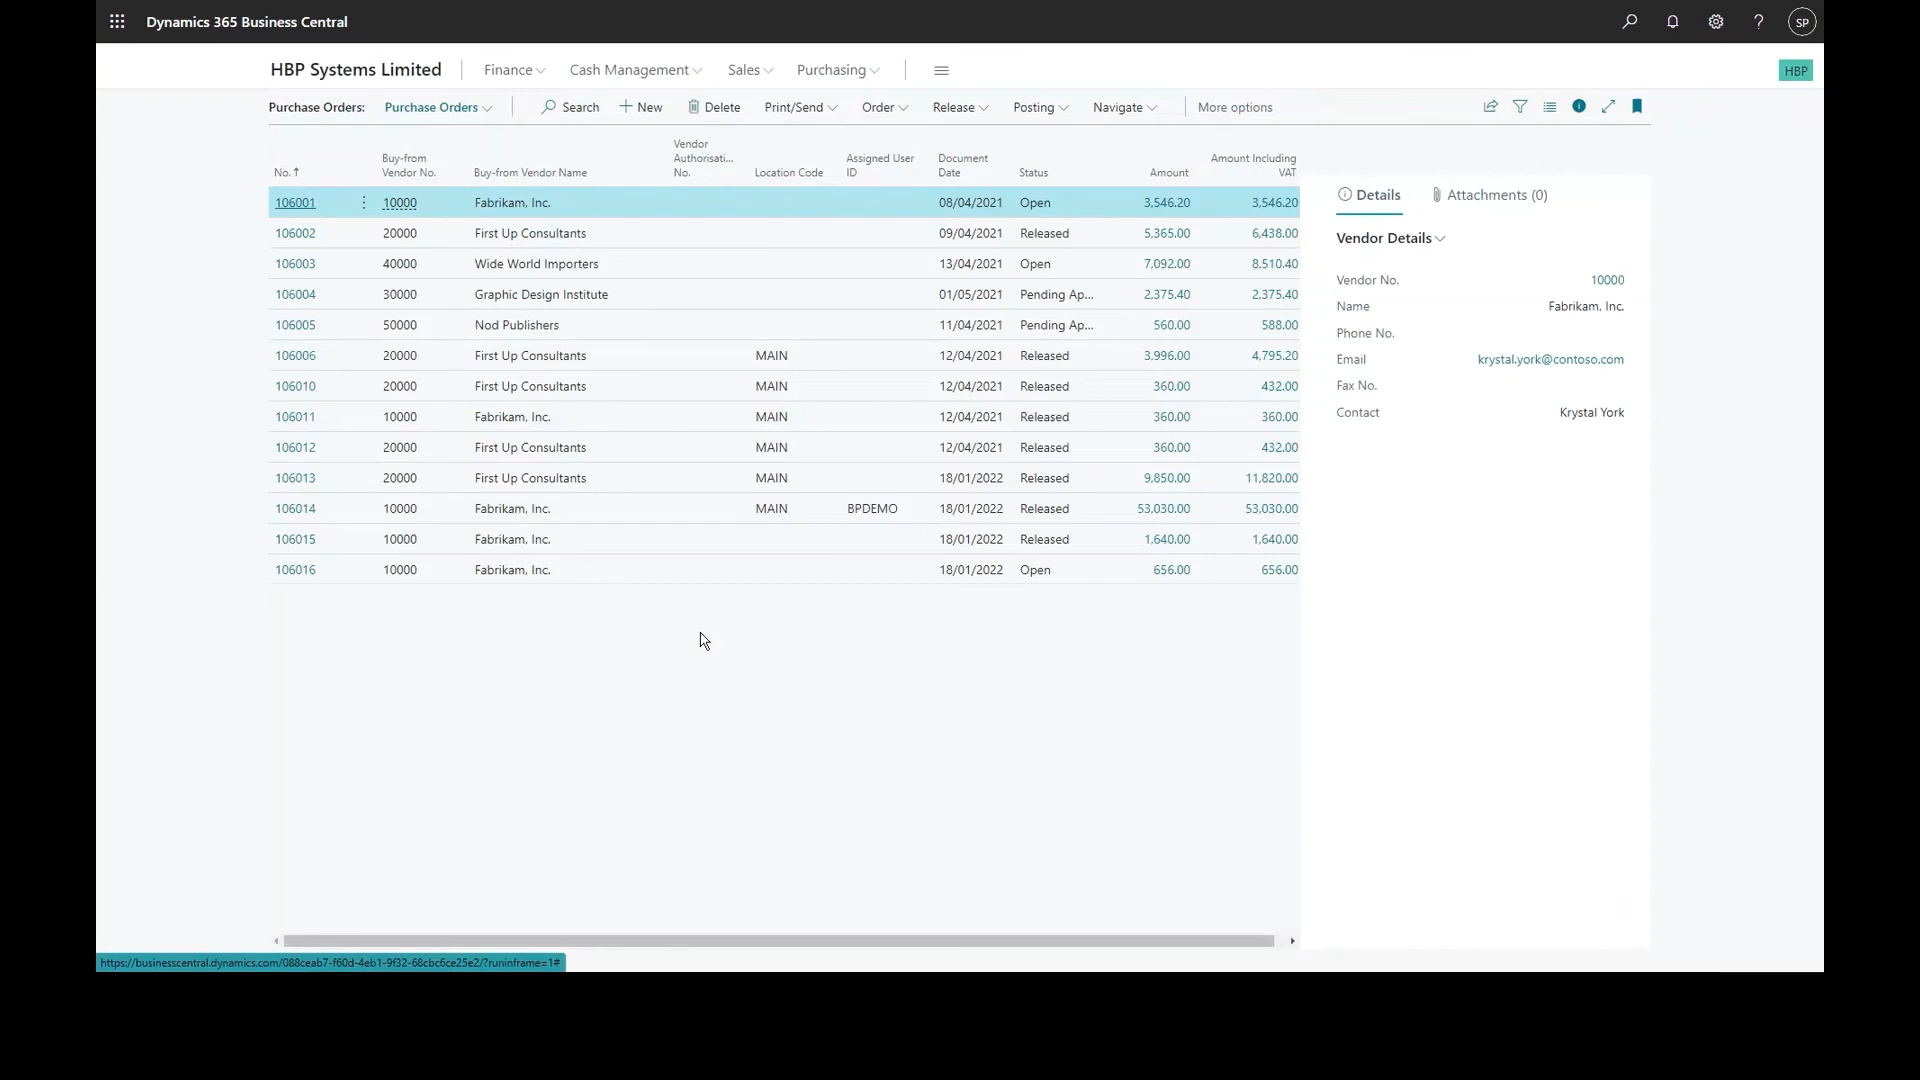 Dynamics 365 Business Central
SP
HBP Systems Limited Finance Cash Management Sales Purchasing HBP
Purchase Orders: Purchase Orders Search New Delete Print/Send Order Release Posting Navigate More options
No. ↑ Buy-from Vendor No. Buy-from Vendor Name Vendor Authorisati... No. Location Code Assigned User ID Document Date Status Amount Amount Including VAT
106001 10000 Fabrikam, Inc. 08/04/2021 Open 3,546.20 3,546.20
106002 20000 First Up Consultants 09/04/2021 Released 5,365.00 6,438.00
106003 40000 Wide World Importers 13/04/2021 Open 7,092.00 8,510.40
106004 30000 Graphic Design Institute 01/05/2021 Pending Ap... 2,375.40 2,375.40
106005 50000 Nod Publishers 11/04/2021 Pending Ap... 560.00 588.00
106006 20000 First Up Consultants MAIN 12/04/2021 Released 3,996.00 4,795.20
106010 20000 First Up Consultants MAIN 12/04/2021 Released 360.00 432.00
106011 10000 Fabrikam, Inc. MAIN 12/04/2021 Released 360.00 360.00
106012 20000 First Up Consultants MAIN 12/04/2021 Released 360.00 432.00
106013 20000 First Up Consultants MAIN 18/01/2022 Released 9,850.00 11,820.00
106014 10000 Fabrikam, Inc. MAIN BPDEMO 18/01/2022 Released 53,030.00 53,030.00
106015 10000 Fabrikam, Inc. 18/01/2022 Released 1,640.00 1,640.00
106016 10000 Fabrikam, Inc. 18/01/2022 Open 656.00 656.00
Details Attachments (0)
Vendor Details
Vendor No. 10000
Name Fabrikam, Inc.
Phone No.
Email krystal.york@contoso.com
Fax No.
Contact Krystal York
https://businesscentral.dynamics.com/088ceab7-f60d-4eb1-9f32-68cbc6ce25e2/?runinframe=1#